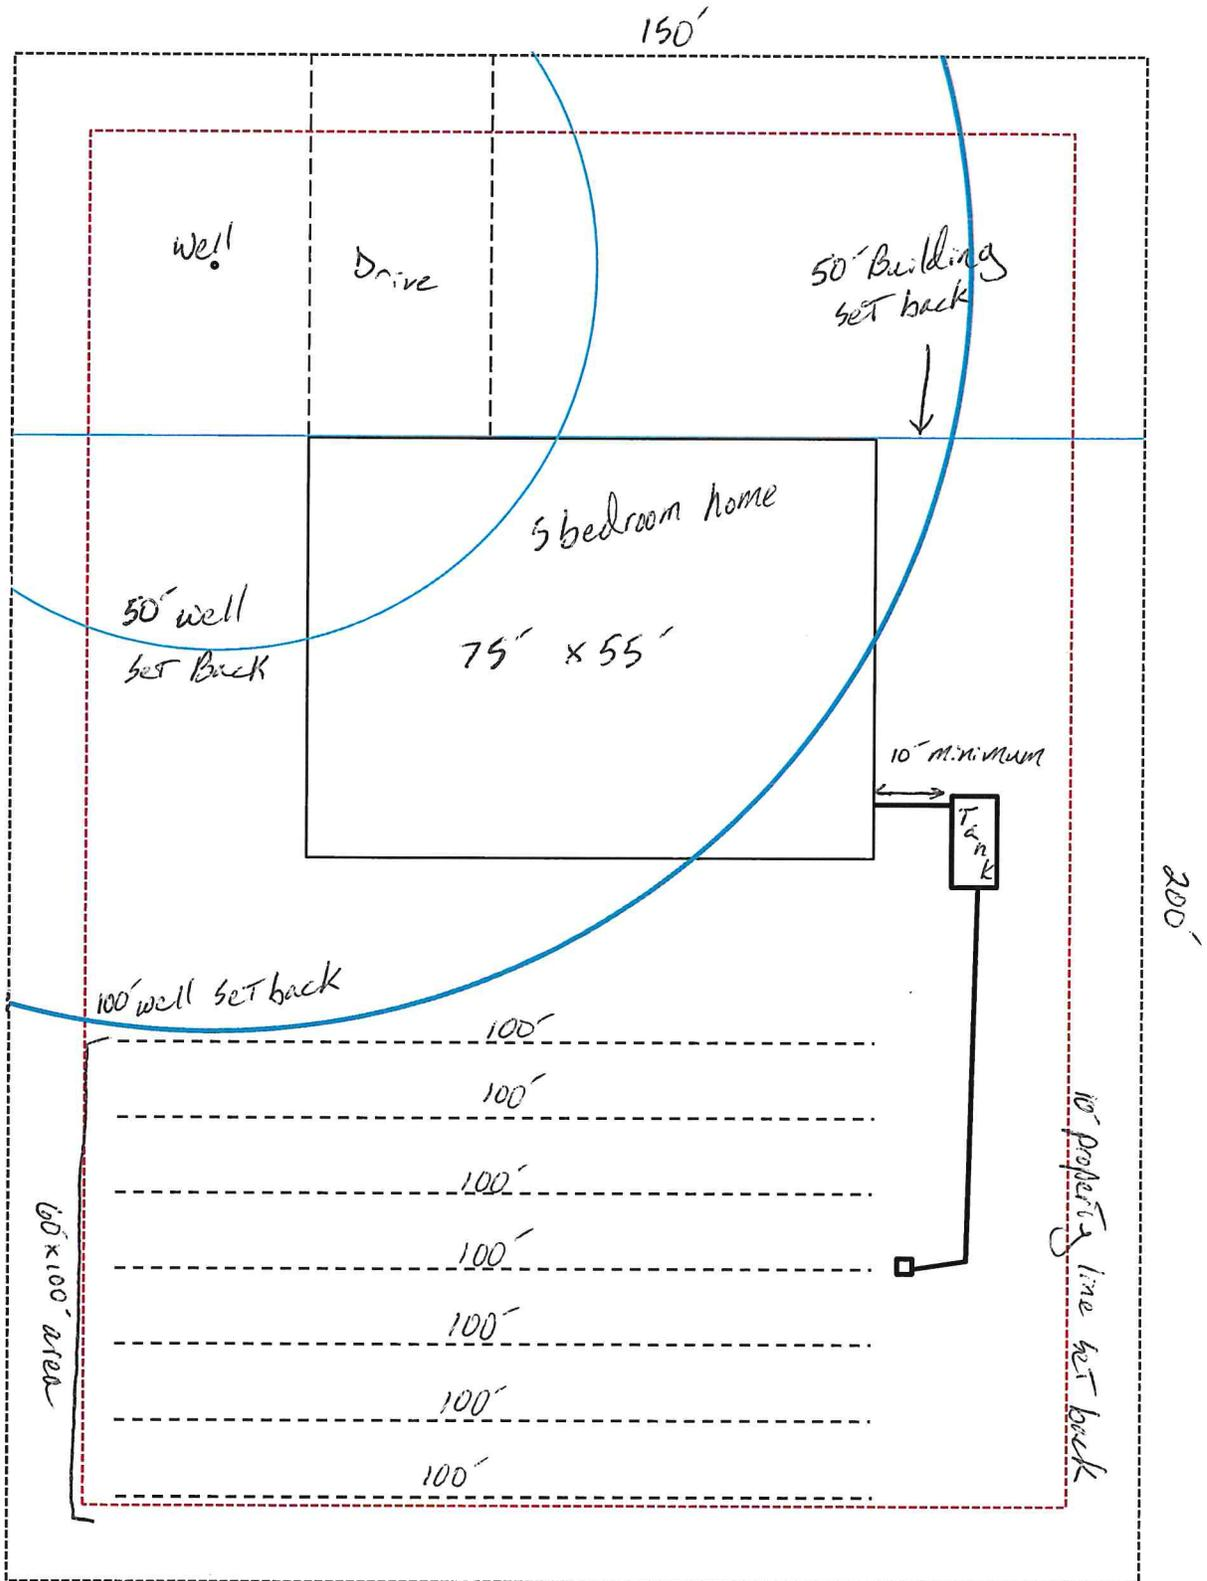 150'
Well
Drive
50' Building
Set back
5 bedroom home
75' x 55'
50' well
Set Back
10' minimum
Tank
200'
100' well Set back
100'
100'
100'
100'
100'
100'
100'
60' x 100' area
10' property line Set back